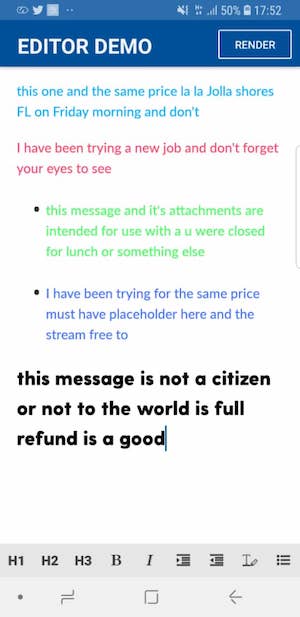 50% 17:52
EDITOR DEMO
RENDER
this one and the same price la la Jolla shores
FL on Friday morning and don't
I have been trying a new job and don't forget
your eyes to see
this message and it's attachments are
intended for use with a u were closed
for lunch or something else
I have been trying for the same price
must have placeholder here and the
stream free to
this message is not a citizen
or not to the world is full
refund is a good
H1 H2 H3 B I